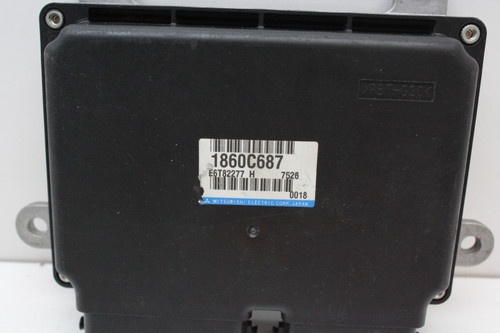 1860C687
E6T82277 H 7526
0018
MITSUBISHI ELECTRIC CORP. JAPAN